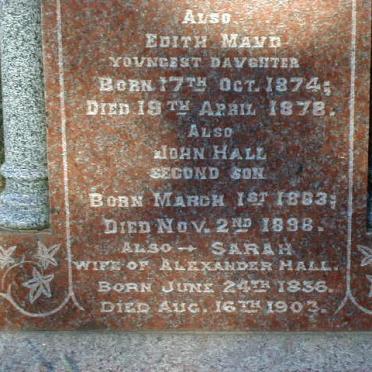 ALSO
EDITH MAUD
YOUNGEST DAUGHTER
BORN 17TH OCT. 1874;
DIED 19TH APRIL 1878.
ALSO
JOHN HALL
SECOND SON
BORN MARCH 1ST 1863;
DIED NOV. 2ND 1898.
ALSO → SARAH
WIFE OF ALEXANDER HALL.
BORN JUNE 24TH 1836.
DIED AUG. 16TH 1903.